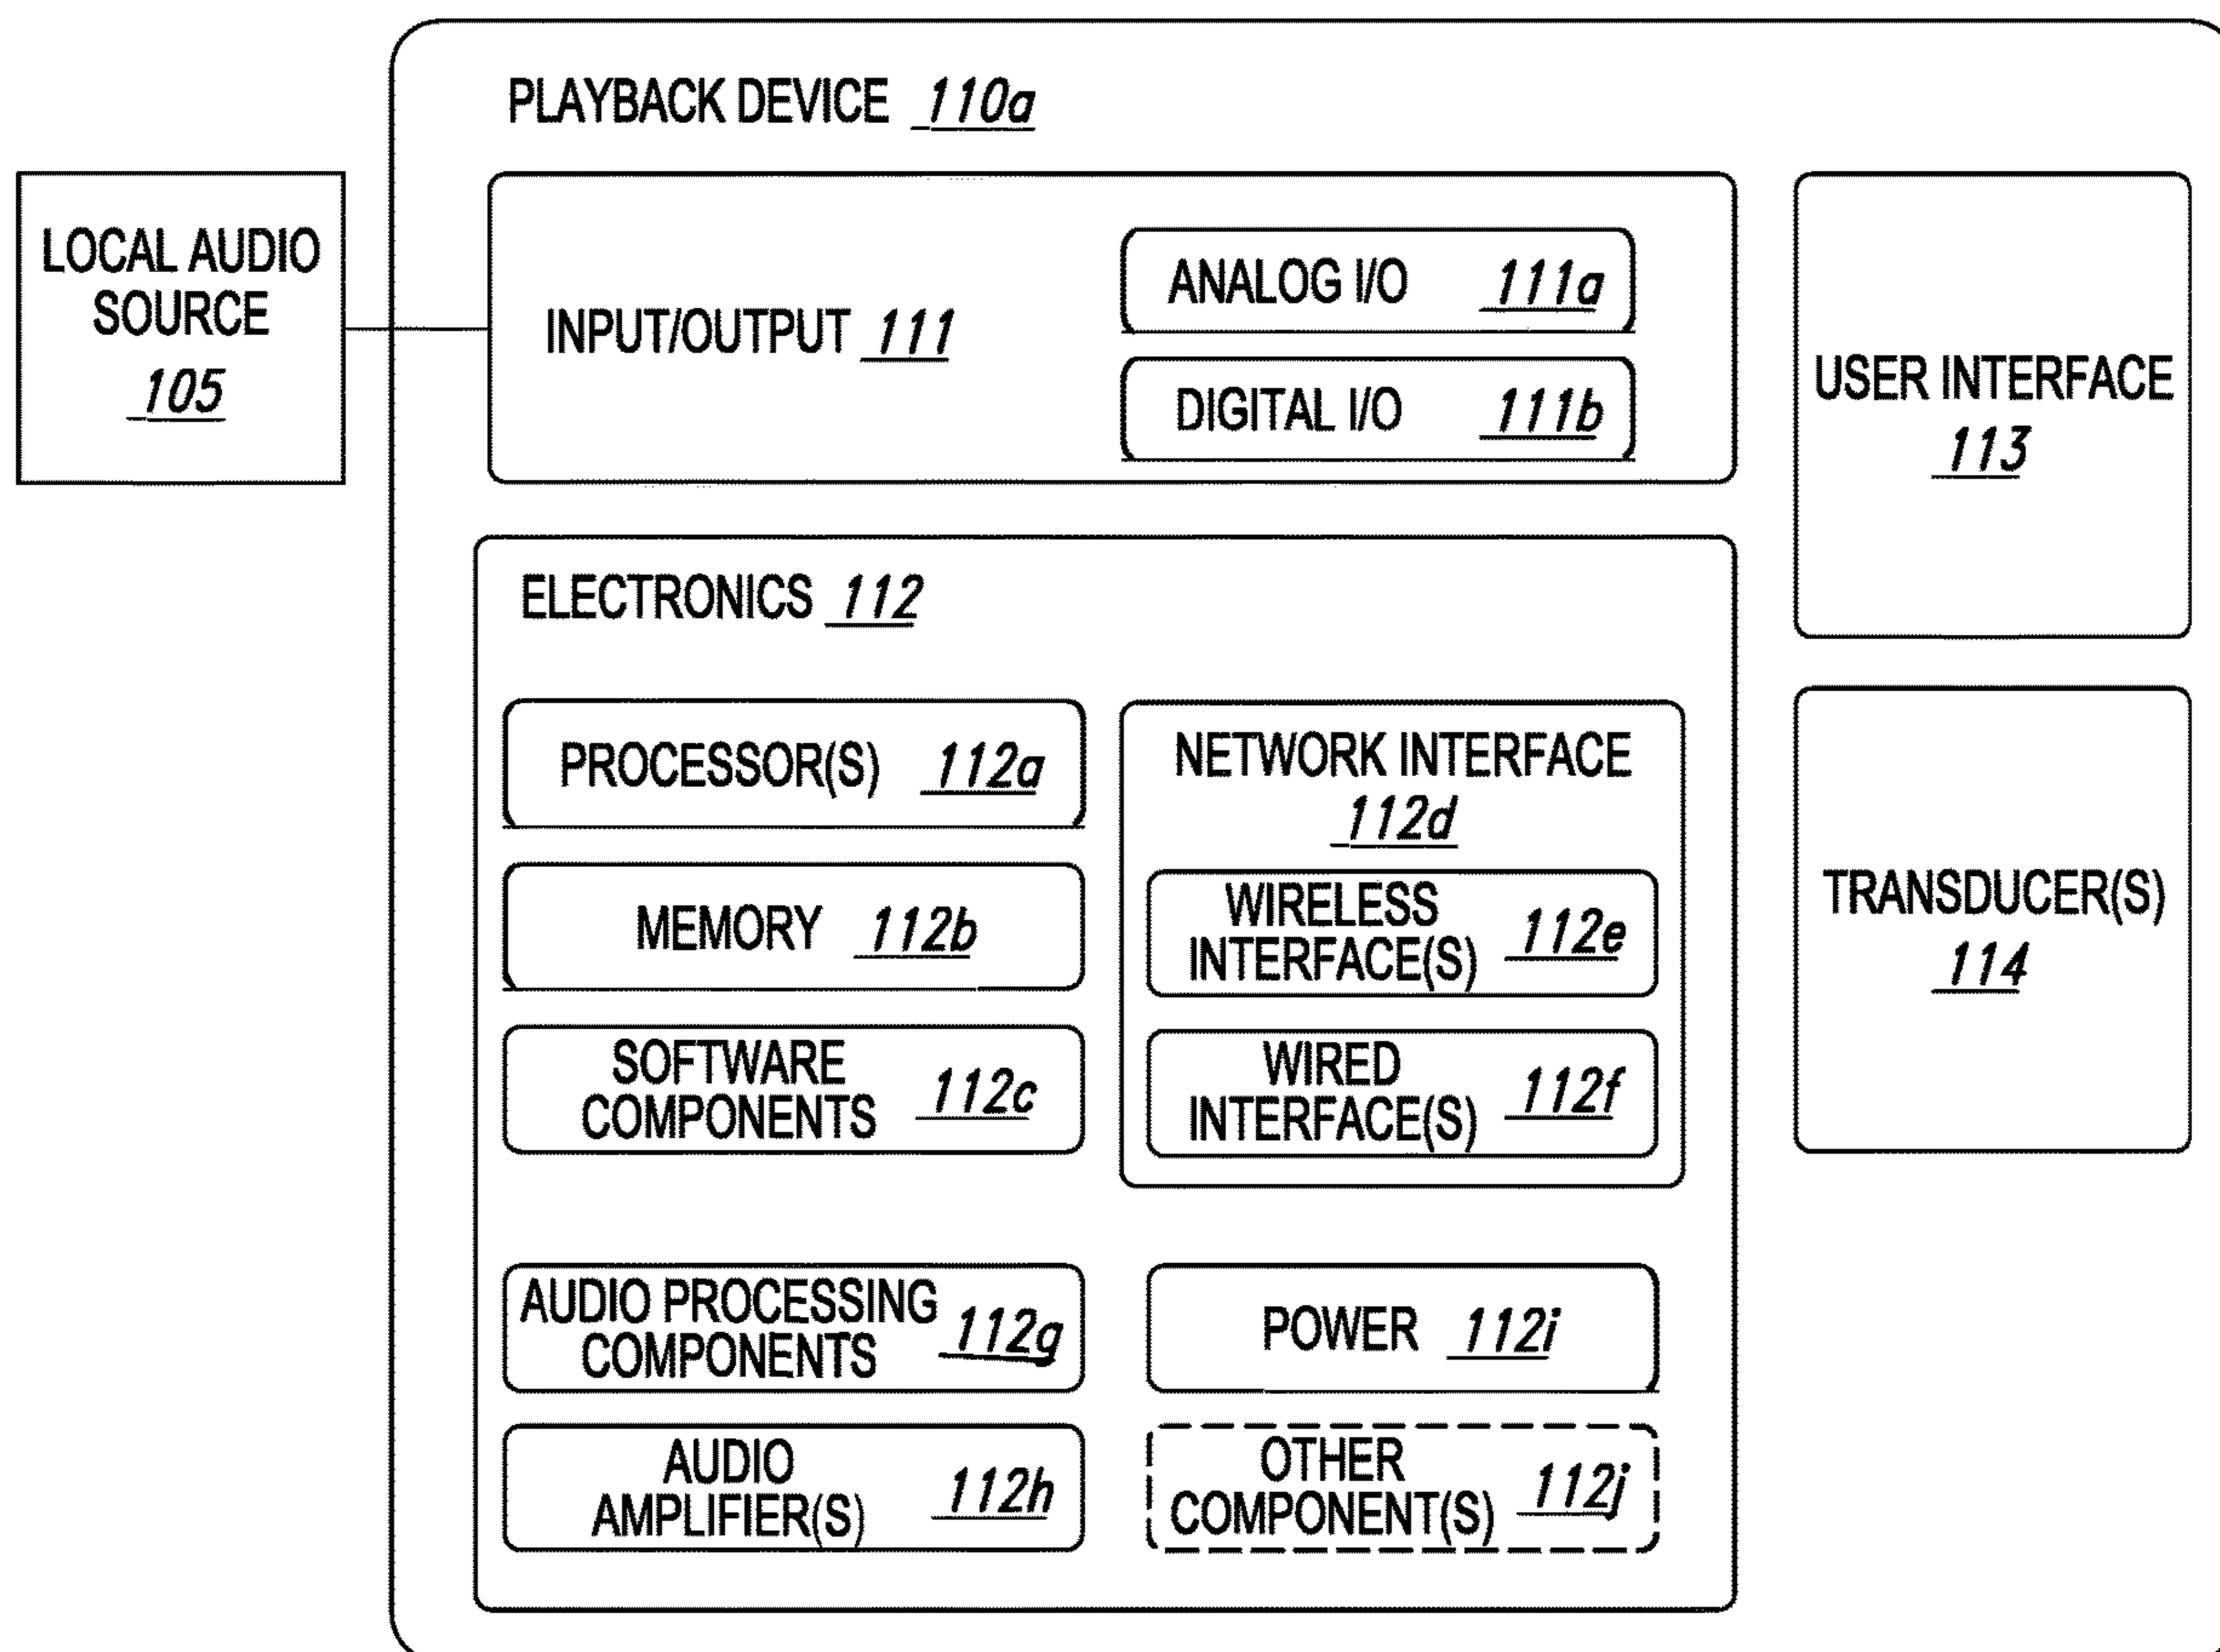 PLAYBACK DEVICE 110a
LOCAL AUDIO
SOURCE
105
INPUT/OUTPUT 111
ANALOG I/O 111a
DIGITAL I/O 111b
USER INTERFACE
113
ELECTRONICS 112
PROCESSOR(S) 112a
MEMORY 112b
SOFTWARE
COMPONENTS 112c
NETWORK INTERFACE
112d
WIRELESS
INTERFACE(S) 112e
WIRED
INTERFACE(S) 112f
TRANSDUCER(S)
114
AUDIO PROCESSING
COMPONENTS 112g
AUDIO
AMPLIFIER(S) 112h
POWER 112i
OTHER
COMPONENT(S) 112j